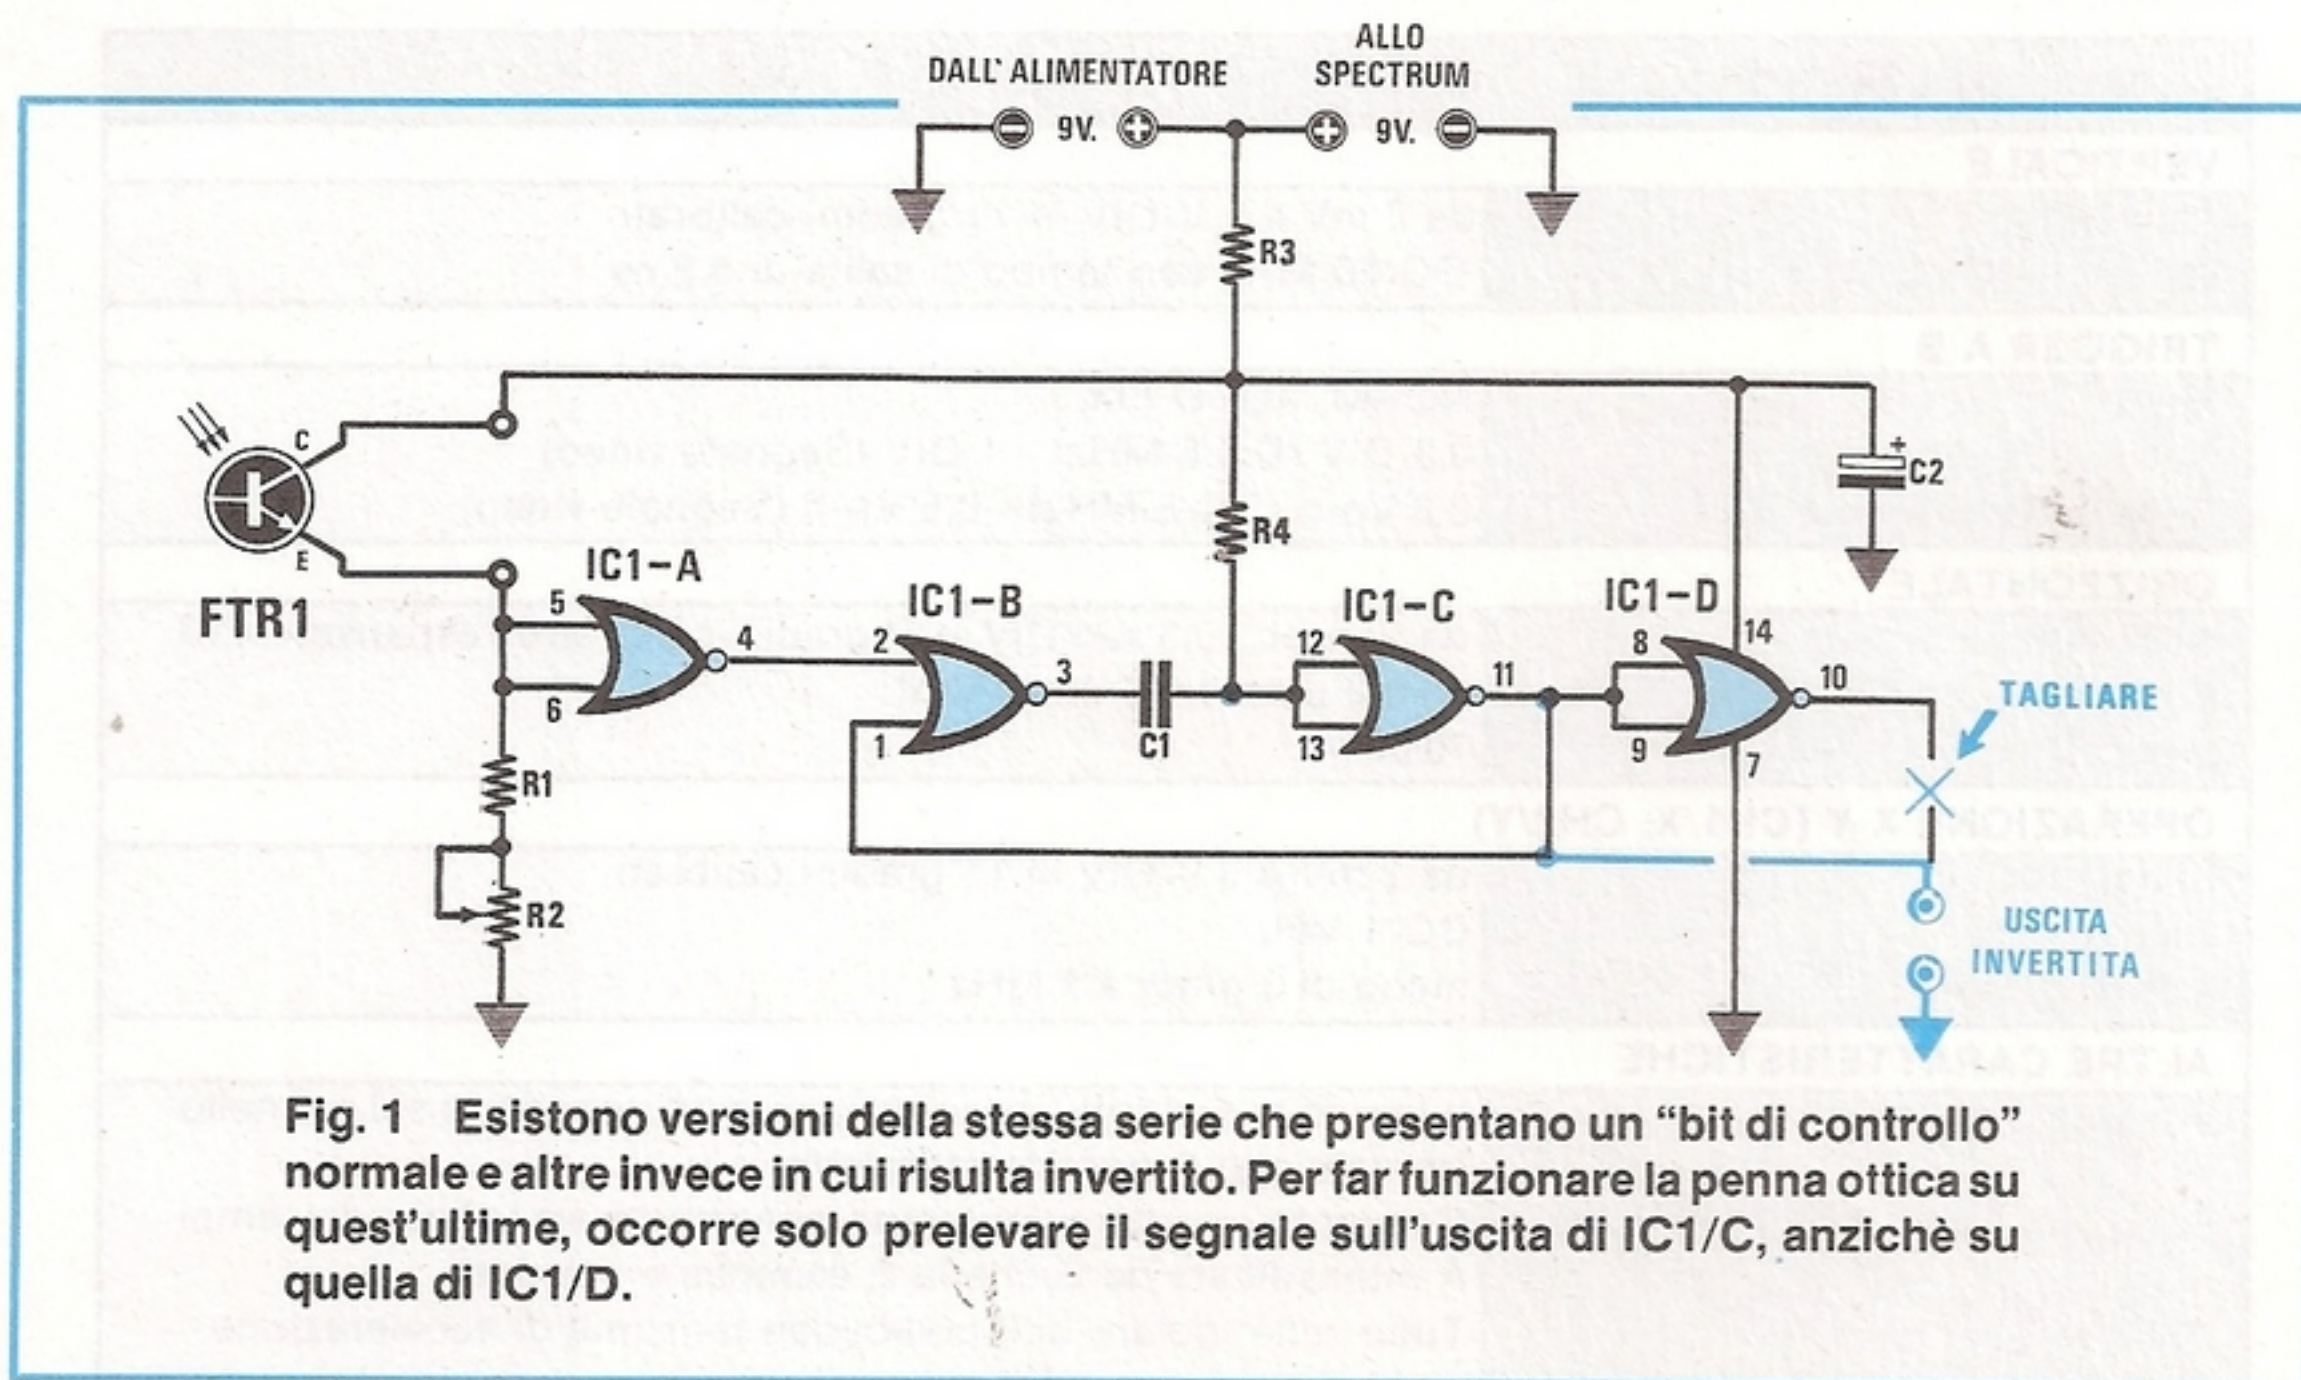 ALLO
DALL' ALIMENTATORE
SPECTRUM
9V.
9V.
R3
C
+
C2
R4
E
FTR1
IC1-A
IC1-B
IC1-C
IC1-D
5
4
6
2
3
1
C1
12
11
13
8
14
10
9
7
TAGLIARE
R1
R2
USCITA
INVERTITA
Fig. 1 Esistono versioni della stessa serie che presentano un “bit di controllo”
normale e altre invece in cui risulta invertito. Per far funzionare la penna ottica su
quest'ultime, occorre solo prelevare il segnale sull'uscita di IC1/C, anzichè su
quella di IC1/D.